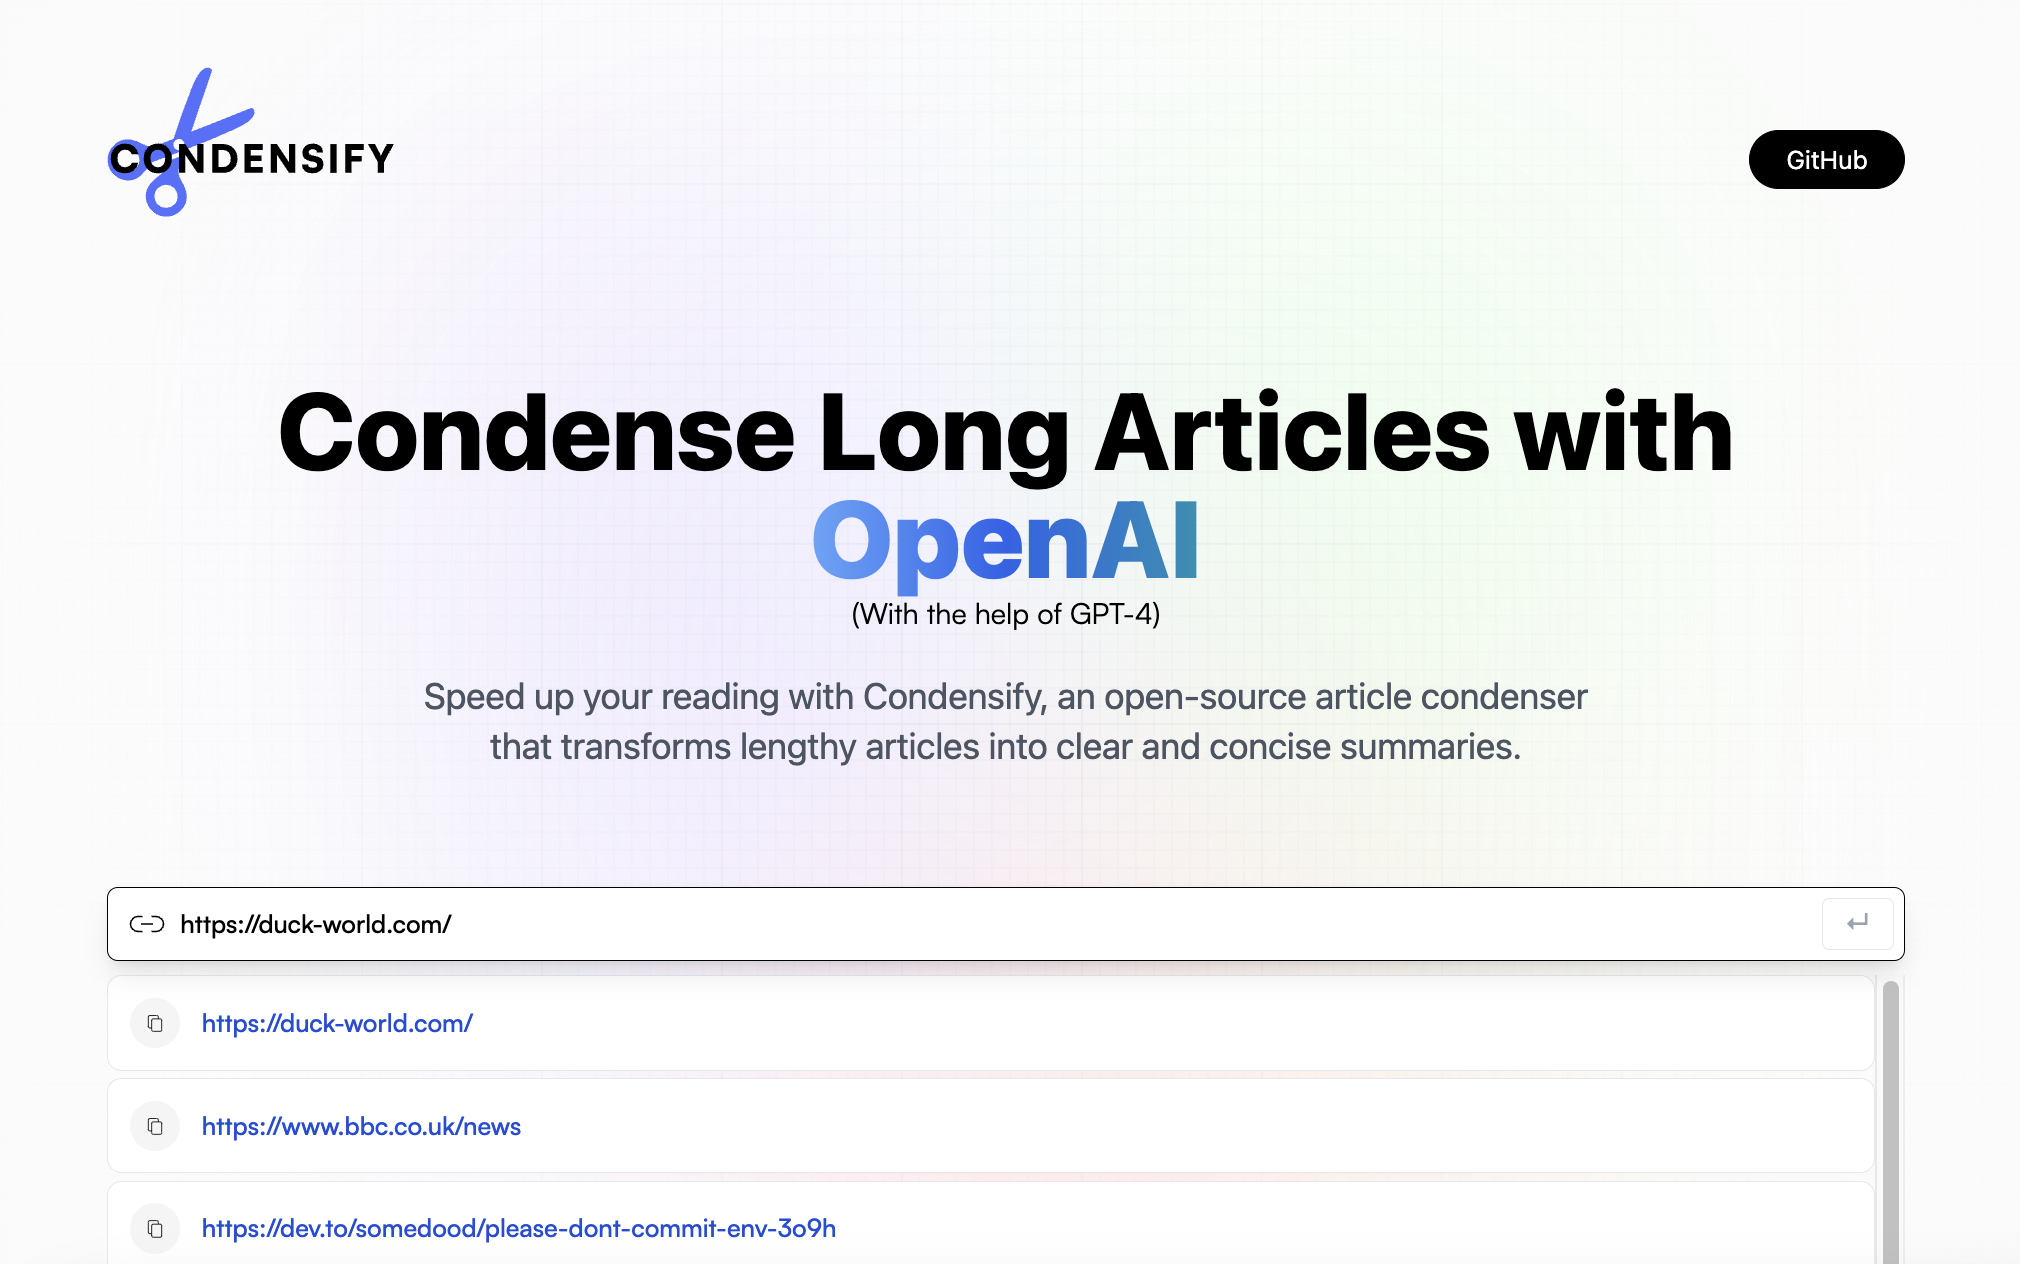 CONDENSIFY
GitHub
Condense Long Articles with
OpenAI
(With the help of GPT-4)
Speed up your reading with Condensify, an open-source article condenser
that transforms lengthy articles into clear and concise summaries.
https://duck-world.com/
https://duck-world.com/
https://www.bbc.co.uk/news
https://dev.to/somedood/please-dont-commit-env-3o9h